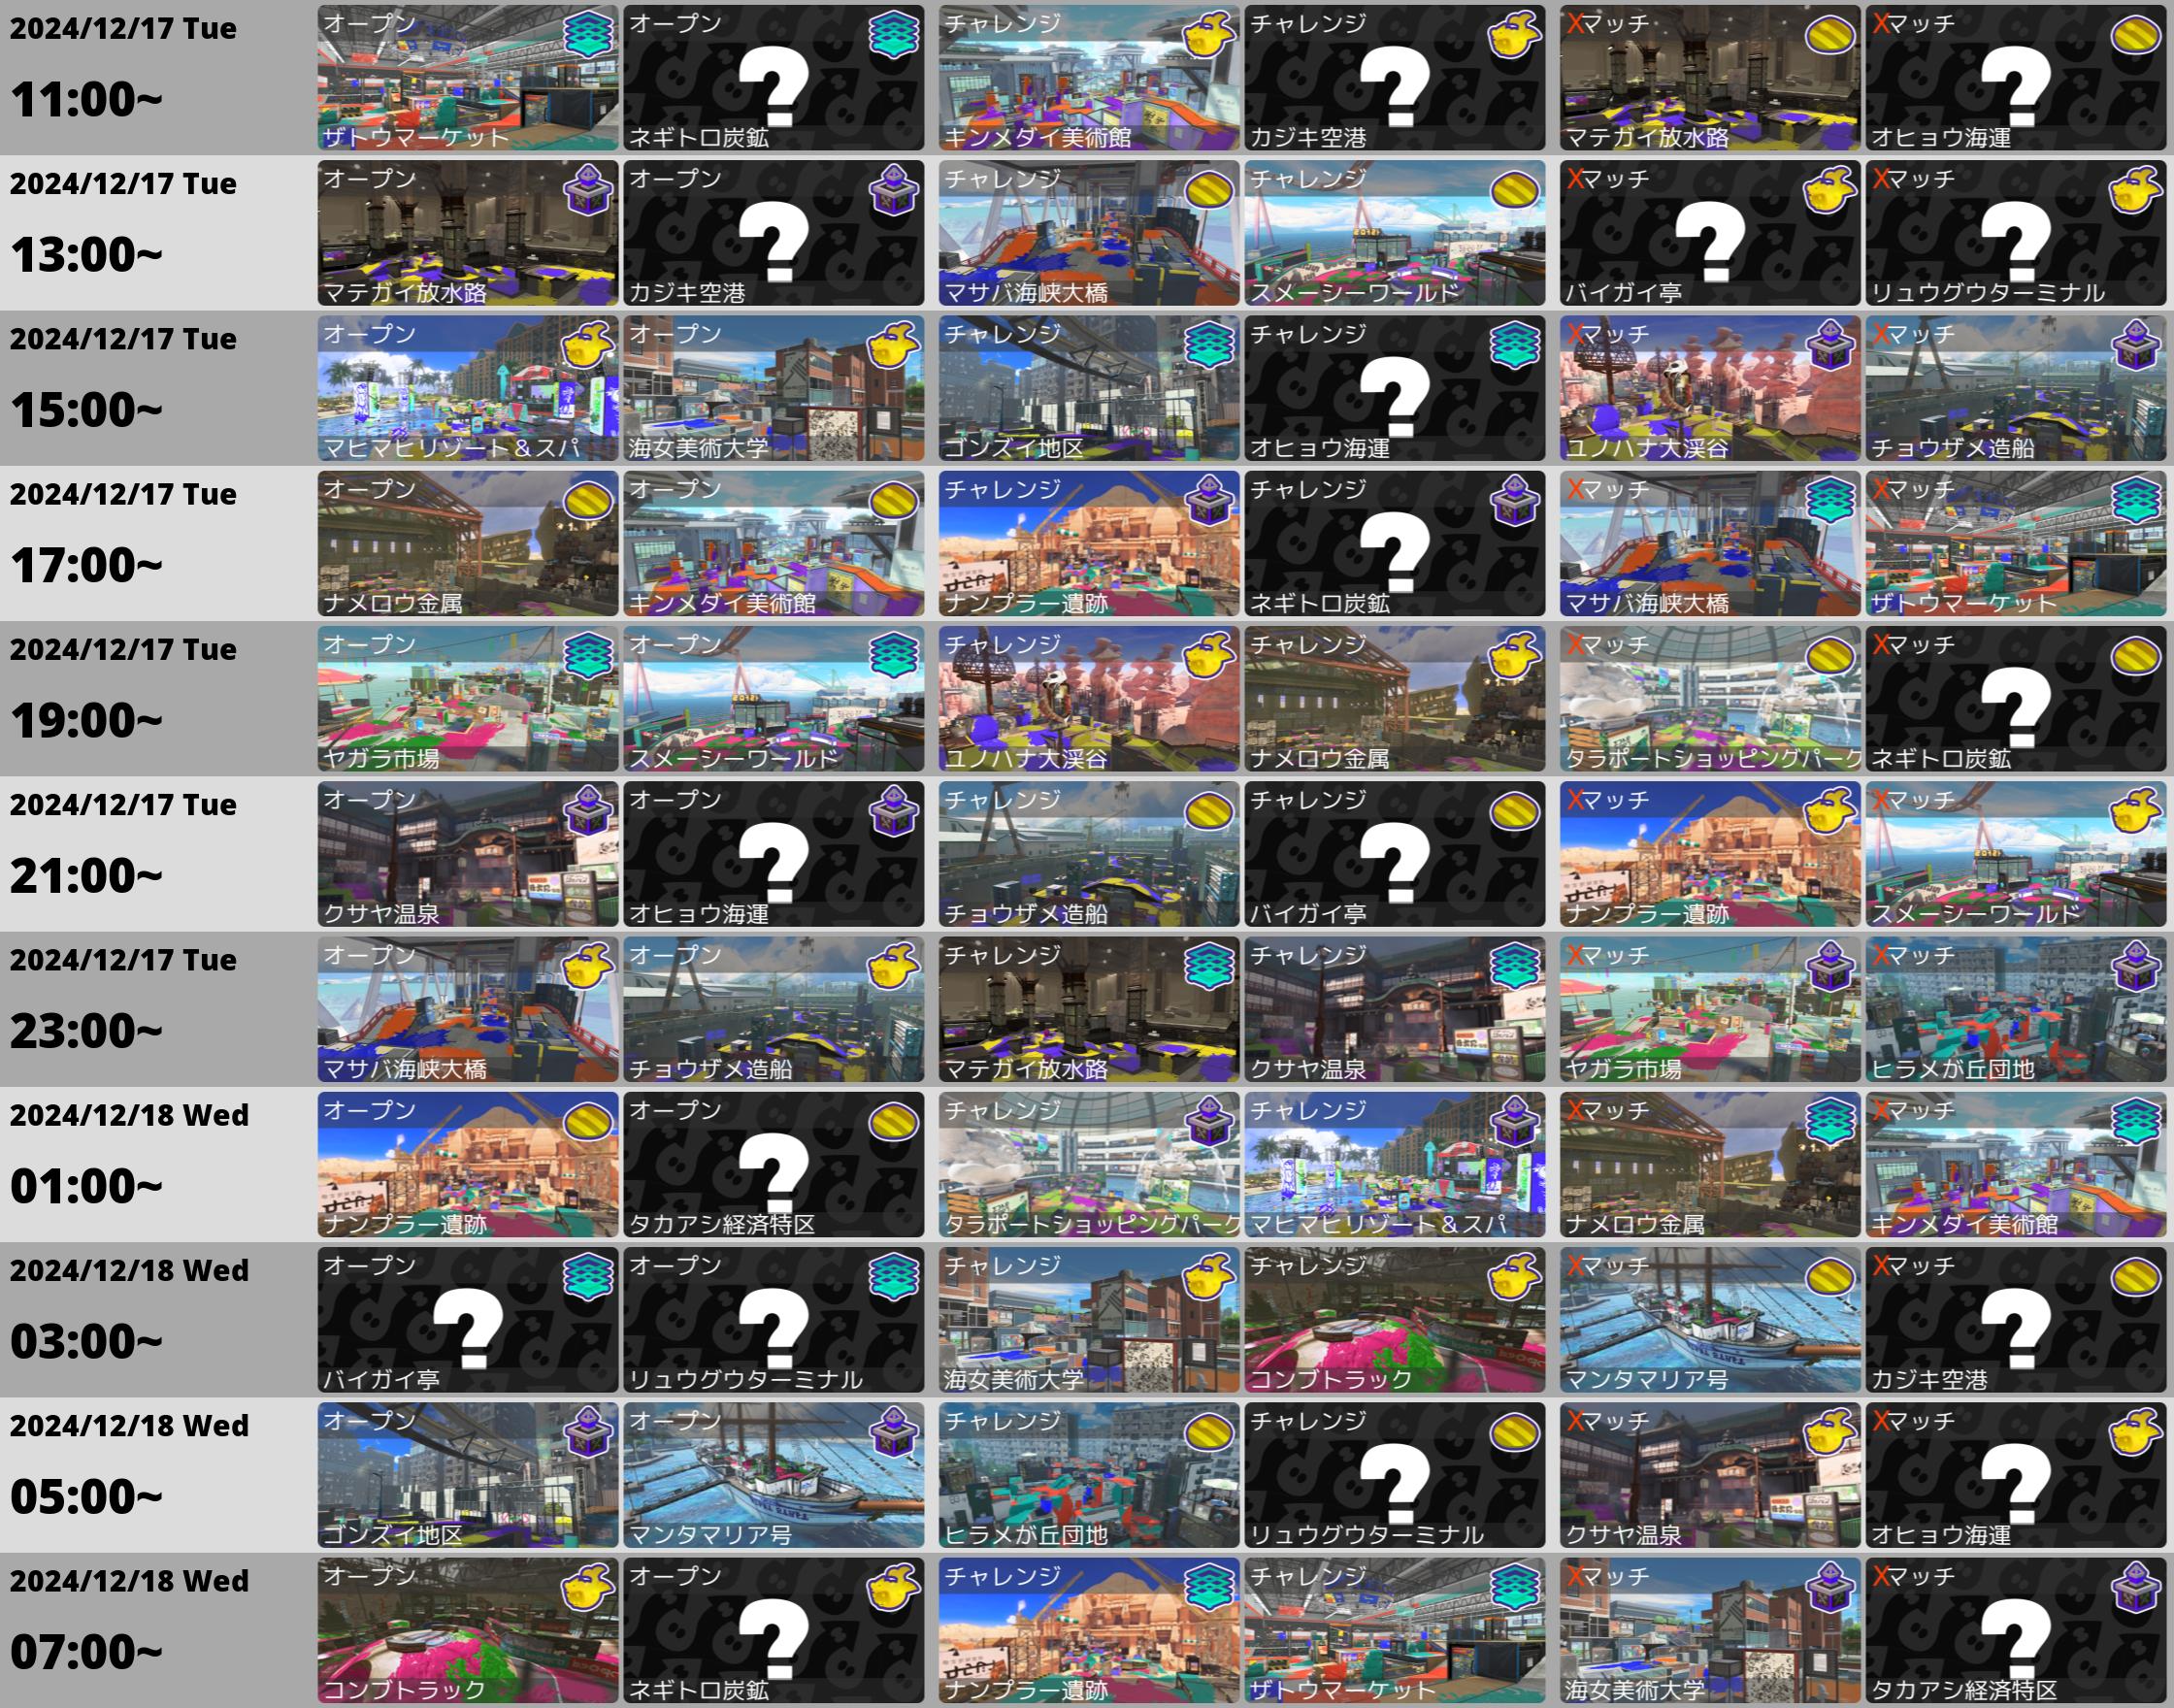 2024/12/17 Tue
11:00~
オープン
ザトウマーケット
オープン
ネギトロ炭鉱
チャレンジ
キンメダイ美術館
チャレンジ
カジキ空港
Xマッチ
マテガイ放水路
Xマッチ
オヒョウ海運
2024/12/17 Tue
13:00~
オープン
マテガイ放水路
オープン
カジキ空港
チャレンジ
マサバ海峡大橋
チャレンジ
スメーシーワールド
Xマッチ
バイガイ亭
Xマッチ
リュウグウターミナル
2024/12/17 Tue
15:00~
オープン
マヒマヒリゾート&スパ
オープン
海女美術大学
チャレンジ
ゴンズイ地区
チャレンジ
オヒョウ海運
Xマッチ
ユノハナ大渓谷
Xマッチ
チョウザメ造船
2024/12/17 Tue
17:00~
オープン
ナメロウ金属
オープン
キンメダイ美術館
チャレンジ
ナンプラー遺跡
チャレンジ
ネギトロ炭鉱
Xマッチ
マサバ海峡大橋
Xマッチ
ザトウマーケット
2024/12/17 Tue
19:00~
オープン
ヤガラ市場
オープン
スメーシーワールド
チャレンジ
ユノハナ大渓谷
チャレンジ
ナメロウ金属
Xマッチ
タラポートショッピングパーク
Xマッチ
ネギトロ炭鉱
2024/12/17 Tue
21:00~
オープン
クサヤ温泉
オープン
オヒョウ海運
チャレンジ
チョウザメ造船
チャレンジ
バイガイ亭
Xマッチ
ナンプラー遺跡
Xマッチ
スメーシーワールド
2024/12/17 Tue
23:00~
オープン
マサバ海峡大橋
オープン
チョウザメ造船
チャレンジ
マテガイ放水路
チャレンジ
クサヤ温泉
Xマッチ
ヤガラ市場
Xマッチ
ヒラメが丘団地
2024/12/18 Wed
01:00~
オープン
ナンプラー遺跡
オープン
タカアシ経済特区
チャレンジ
タラポートショッピングパーク
チャレンジ
マヒマヒリゾート&スパ
Xマッチ
ナメロウ金属
Xマッチ
キンメダイ美術館
2024/12/18 Wed
03:00~
オープン
バイガイ亭
オープン
リュウグウターミナル
チャレンジ
海女美術大学
チャレンジ
コンブトラック
Xマッチ
マンタマリア号
Xマッチ
カジキ空港
2024/12/18 Wed
05:00~
オープン
ゴンズイ地区
オープン
マンタマリア号
チャレンジ
ヒラメが丘団地
チャレンジ
リュウグウターミナル
Xマッチ
クサヤ温泉
Xマッチ
オヒョウ海運
2024/12/18 Wed
07:00~
オープン
コンブトラック
オープン
ネギトロ炭鉱
チャレンジ
ナンプラー遺跡
チャレンジ
ザトウマーケット
Xマッチ
海女美術大学
Xマッチ
タカアシ経済特区